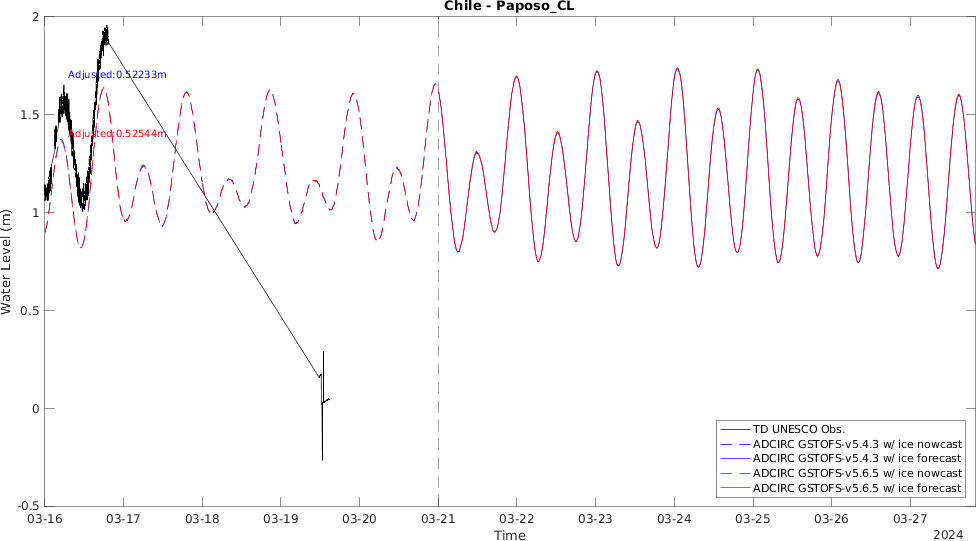 Chile - Paposo_CL
2
1.5
1
0.5
0
-0.5
Water Level (m)
Adjusted:0.52233m
Adjusted:0.52544m
TD UNESCO Obs.
ADCIRC GSTOFS-v5.4.3 w/ ice nowcast
ADCIRC GSTOFS-v5.4.3 w/ ice forecast
ADCIRC GSTOFS-v5.6.5 w/ ice nowcast
ADCIRC GSTOFS-v5.6.5 w/ ice forecast
03-16 03-17 03-18 03-19 03-20 03-21 03-22 03-23 03-24 03-25 03-26 03-27
Time
2024